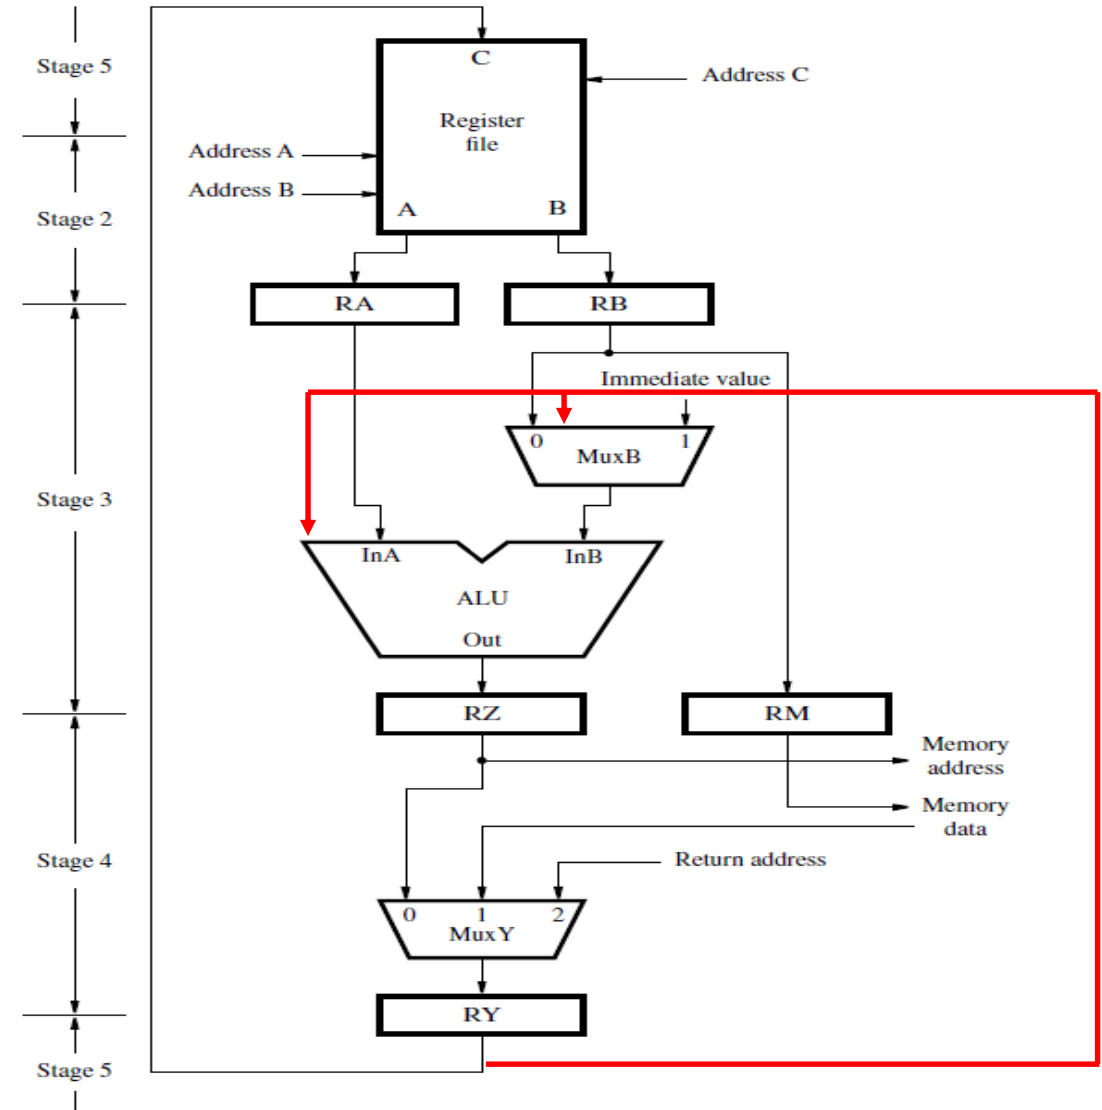 Stage 5
C
Address C
Register
file
Address A
Address B
Stage 2
A
B
RA
RB
Immediate value
0
1
MuxB
Stage 3
InA
InB
ALU
Out
RZ
RM
Memory
address
Memory
data
Stage 4
Return address
0
1
2
MuxY
RY
Stage 5